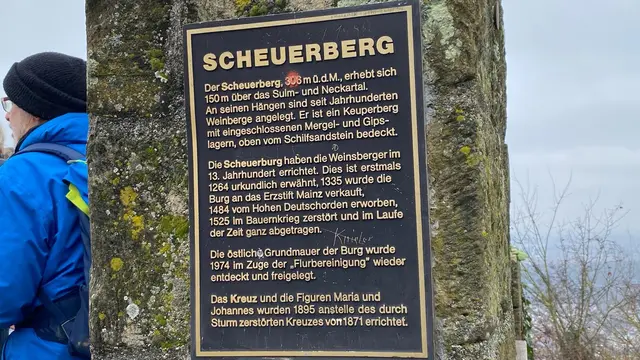 SCHEUERBERG
Der Scheuerberg, 306 m ü.d.M., erhebt sich
150 m über das Sulm- und Neckartal.
An seinen Hängen sind seit Jahrhunderten
Weinberge angelegt. Er ist ein Keuperberg
mit eingeschlossenen Mergel- und Gips-
lagern, oben vom Schilfsandstein bedeckt.
Die Scheuerburg haben die Weinsberger im
13. Jahrhundert errichtet. Dies ist erstmals
1264 urkundlich erwähnt, 1335 wurde die
Burg an das Erzstift Mainz verkauft,
1484 vom Hohen Deutschorden erworben,
1525 im Bauernkrieg zerstört und im Laufe
der Zeit ganz abgetragen.
Die östliche Grundmauer der Burg wurde
1974 im Zuge der „Flurbereinigung” wieder
entdeckt und freigelegt.
Das Kreuz und die Figuren Maria und
Johannes wurden 1895 anstelle des durch
Sturm zerstörten Kreuzes von 1871 errichtet.